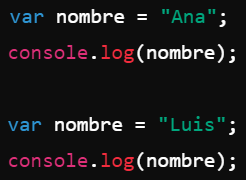 var nombre = "Ana";
console.log(nombre);
var nombre = "Luis";
console.log(nombre);